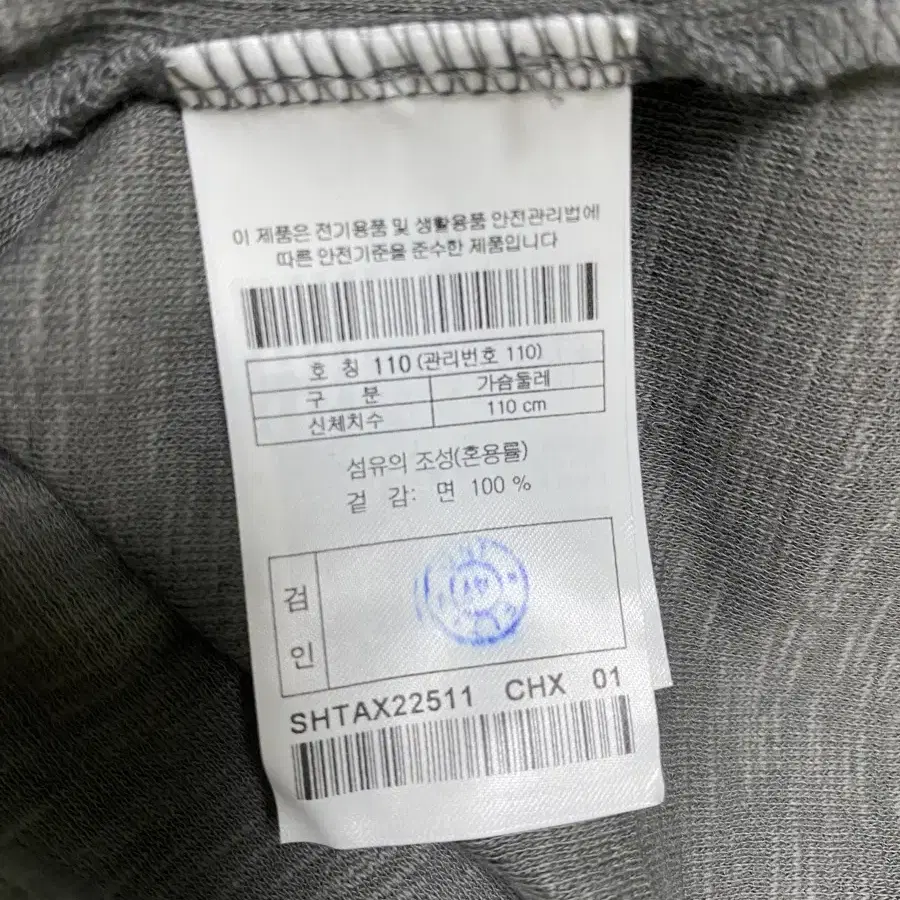 이 제품은 전기용품 및 생활용품 안전관리법에
따른 안전기준을 준수한 제품입니다
호 칭 110 (관리번호 110)
구 분 가슴둘레
신체치수 110 cm
섬유의 조성(혼용률)
겉 감: 면 100 %
검
인
SHTAX22511 CHX 01